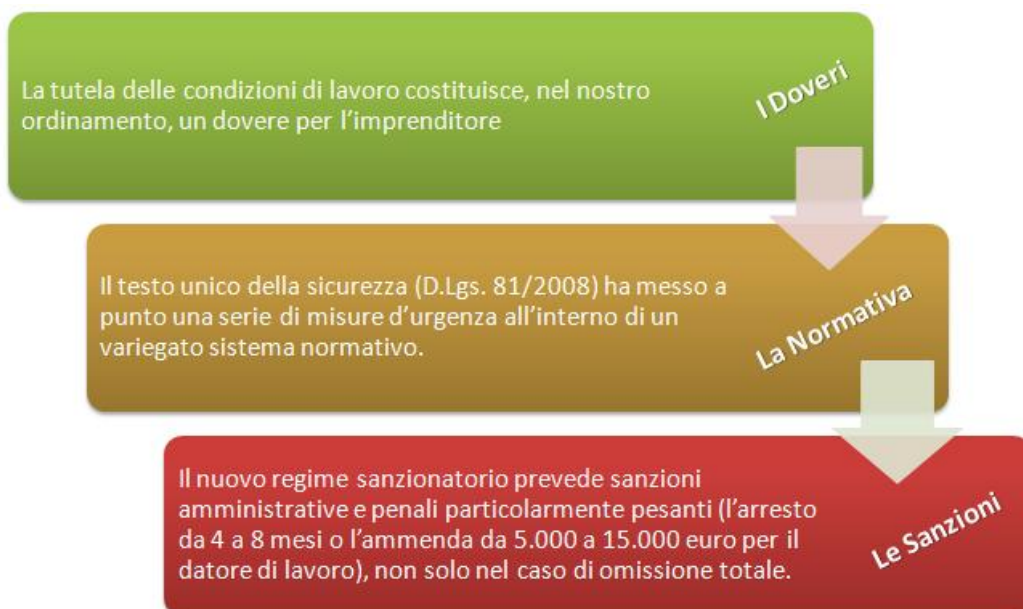 La tutela delle condizioni di lavoro costituisce, nel nostro
ordinamento, un dovere per l’imprenditore
I Doveri
Il testo unico della sicurezza (D.Lgs. 81/2008) ha messo a
punto una serie di misure d’urgenza all’interno di un
variegato sistema normativo.
La Normativa
Il nuovo regime sanzionatorio prevede sanzioni
amministrative e penali particolarmente pesanti (l’arresto
da 4 a 8 mesi o l’ammenda da 5.000 a 15.000 euro per il
datore di lavoro), non solo nel caso di omissione totale.
Le Sanzioni